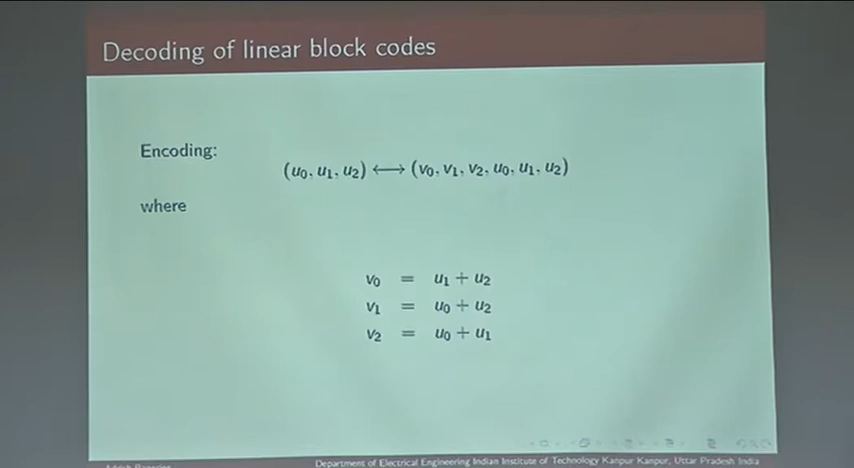 Decoding of linear block codes
Encoding:
(u₀, u₁, u₂) ⟷ (v₀, v₁, v₂, u₀, u₁, u₂)
where
v₀ = u₁ + u₂
v₁ = u₀ + u₂
v₂ = u₀ + u₁
Department of Electrical Engineering Indian Institute of Technology Kanpur Kanpur, Uttar Pradesh India